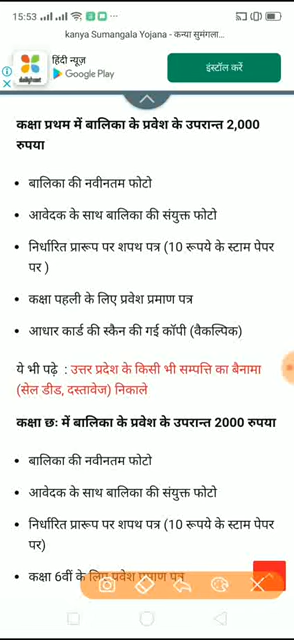 15:53
kanya Sumangala Yojana - कन्या सुमंगला...
हिंदी न्यूज़
Google Play
dailyhunt
इंस्टॉल करें
कक्षा प्रथम में बालिका के प्रवेश के उपरान्त 2,000
रुपया
• बालिका की नवीनतम फोटो
• आवेदक के साथ बालिका की संयुक्त फोटो
• निर्धारित प्रारूप पर शपथ पत्र (10 रूपये के स्टाम पेपर
पर )
• कक्षा पहली के लिए प्रवेश प्रमाण पत्र
• आधार कार्ड की स्कैन की गई कॉपी (वैकल्पिक)
ये भी पढ़े : उत्तर प्रदेश के किसी भी सम्पत्ति का बैनामा
(सेल डीड, दस्तावेज) निकाले
कक्षा छः में बालिका के प्रवेश के उपरान्त 2000 रुपया
• बालिका की नवीनतम फोटो
• आवेदक के साथ बालिका की संयुक्त फोटो
• निर्धारित प्रारूप पर शपथ पत्र (10 रूपये के स्टाम पेपर
पर)
• कक्षा 6वीं के लिए प्रवेश प्रमाण पत्र